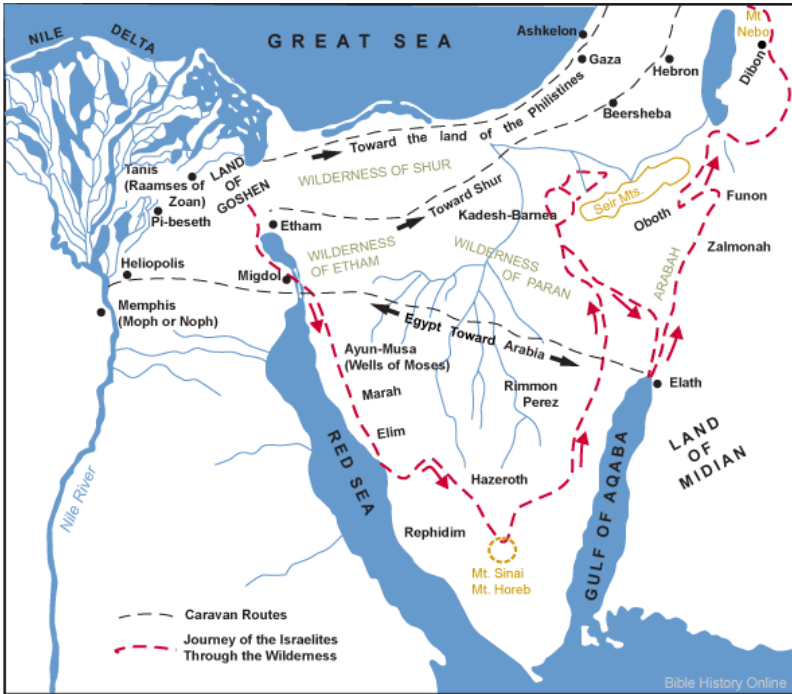 NILE DELTA
GREAT SEA
Ashkelon
Gaza
Hebron
Mt
Nebo
Dibon
Beersheba
Toward the land of the Philistines
WILDERNESS OF SHUR
Toward Shur
Tanis
(Raamses of
Zoan)
Pi-beseth
LAND
OF
GOSHEN
Etham
WILDERNESS
OF ETHAM
Kadesh-Barnea
Seir Mts.
Oboth
Funon
Zalmonah
ARABAH
WILDERNESS
OF PARAN
Heliopolis
Migdol
Memphis
(Moph or Noph)
Egypt Toward Arabia
Ayun-Musa
(Wells of Moses)
Marah
Elim
Rimmon
Perez
Elath
LAND
OF
MIDIAN
RED SEA
Hazeroth
GULF OF AQABA
Rephidim
Mt. Sinai
Mt. Horeb
Nile River
Caravan Routes
Journey of the Israelites
Through the Wilderness
Bible History Online